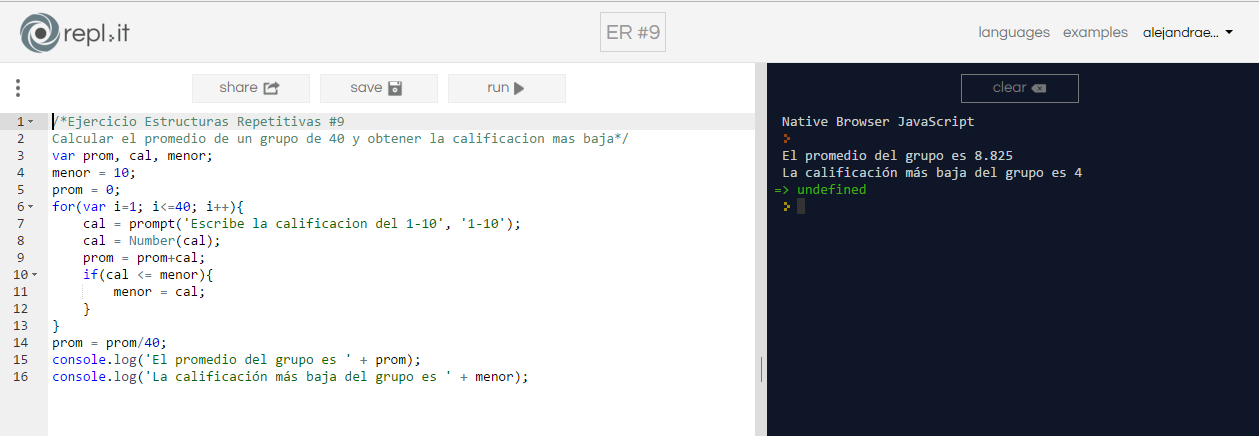 repl.it
ER #9
languages examples alejandrae...
share save run
clear
1 /*Ejercicio Estructuras Repetitivas #9
2 Calcular el promedio de un grupo de 40 y obtener la calificacion mas baja*/
3 var prom, cal, menor;
4 menor = 10;
5 prom = 0;
6 for(var i=1; i<=40; i++){
7 cal = prompt('Escribe la calificacion del 1-10', '1-10');
8 cal = Number(cal);
9 prom = prom+cal;
10 if(cal <= menor){
11 menor = cal;
12 }
13 }
14 prom = prom/40;
15 console.log('El promedio del grupo es ' + prom);
16 console.log('La calificación más baja del grupo es ' + menor);
Native Browser JavaScript
El promedio del grupo es 8.825
La calificación más baja del grupo es 4
=> undefined